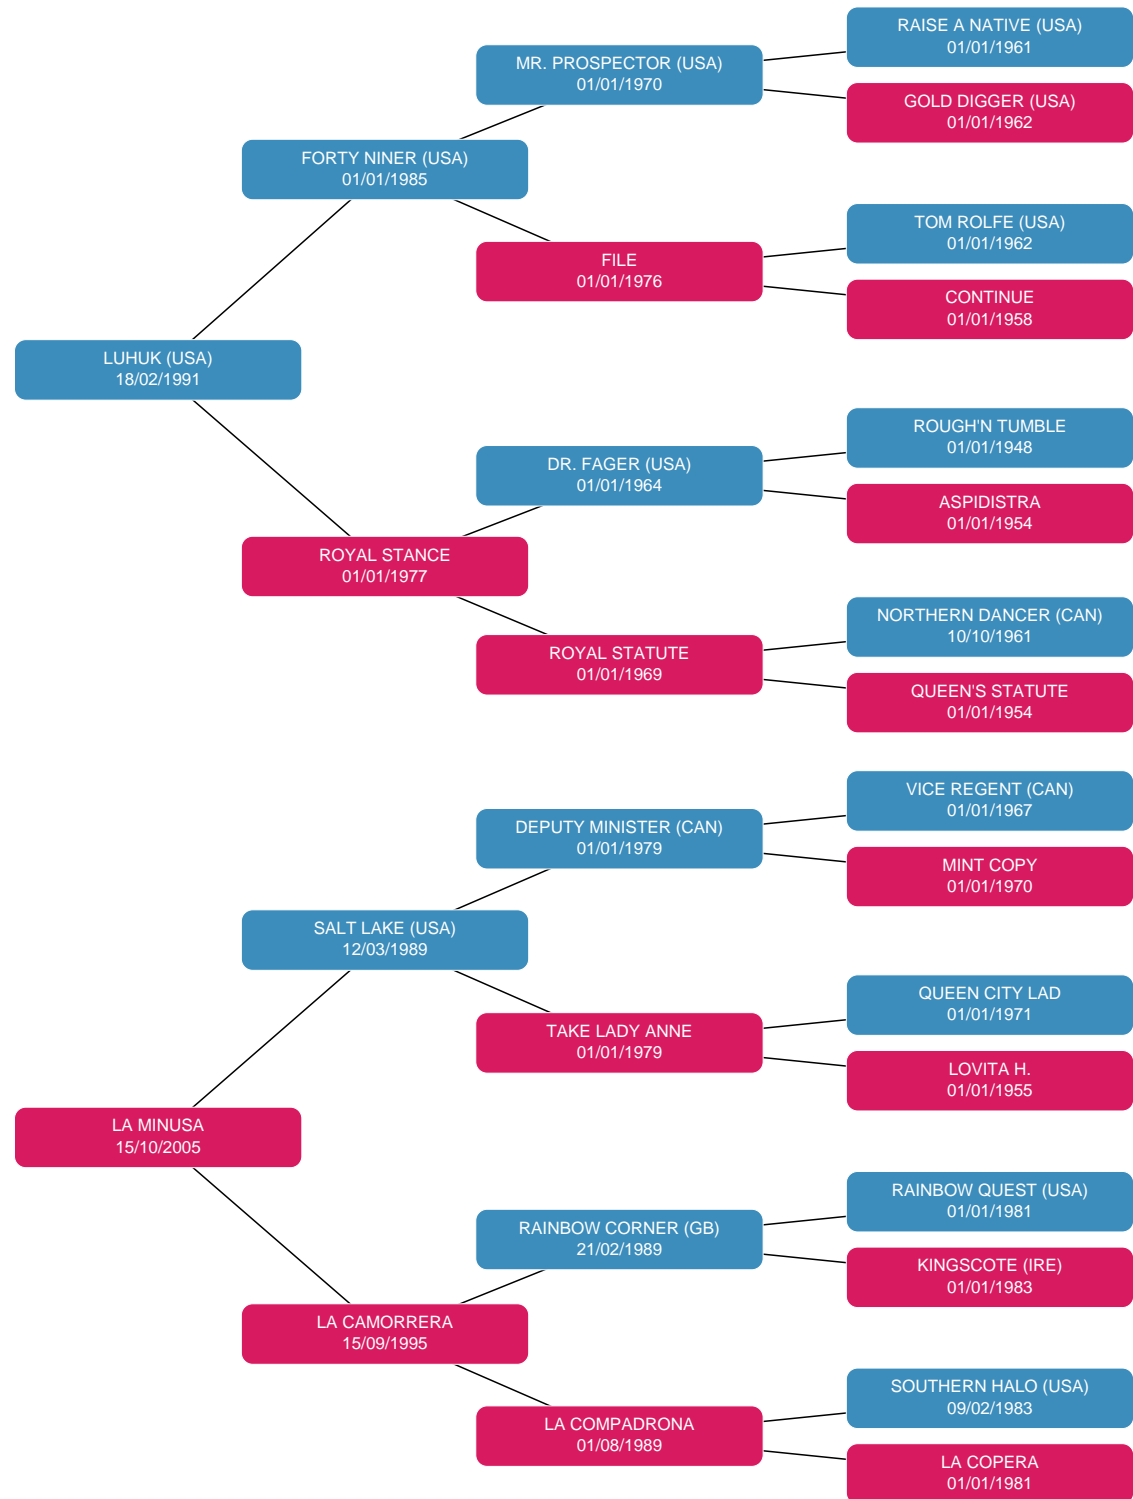 RAISE A NATIVE (USA)
01/01/1961
MR. PROSPECTOR (USA)
01/01/1970
GOLD DIGGER (USA)
01/01/1962
FORTY NINER (USA)
01/01/1985
TOM ROLFE (USA)
01/01/1962
FILE
01/01/1976
CONTINUE
01/01/1958
LUHUK (USA)
18/02/1991
ROUGH'N TUMBLE
01/01/1948
DR. FAGER (USA)
01/01/1964
ASPIDISTRA
01/01/1954
ROYAL STANCE
01/01/1977
NORTHERN DANCER (CAN)
10/10/1961
ROYAL STATUTE
01/01/1969
QUEEN'S STATUTE
01/01/1954
VICE REGENT (CAN)
01/01/1967
DEPUTY MINISTER (CAN)
01/01/1979
MINT COPY
01/01/1970
SALT LAKE (USA)
12/03/1989
QUEEN CITY LAD
01/01/1971
TAKE LADY ANNE
01/01/1979
LOVITA H.
01/01/1955
LA MINUSA
15/10/2005
RAINBOW QUEST (USA)
01/01/1981
RAINBOW CORNER (GB)
21/02/1989
KINGSCOTE (IRE)
01/01/1983
LA CAMORRERA
15/09/1995
SOUTHERN HALO (USA)
09/02/1983
LA COMPADRONA
01/08/1989
LA COPERA
01/01/1981